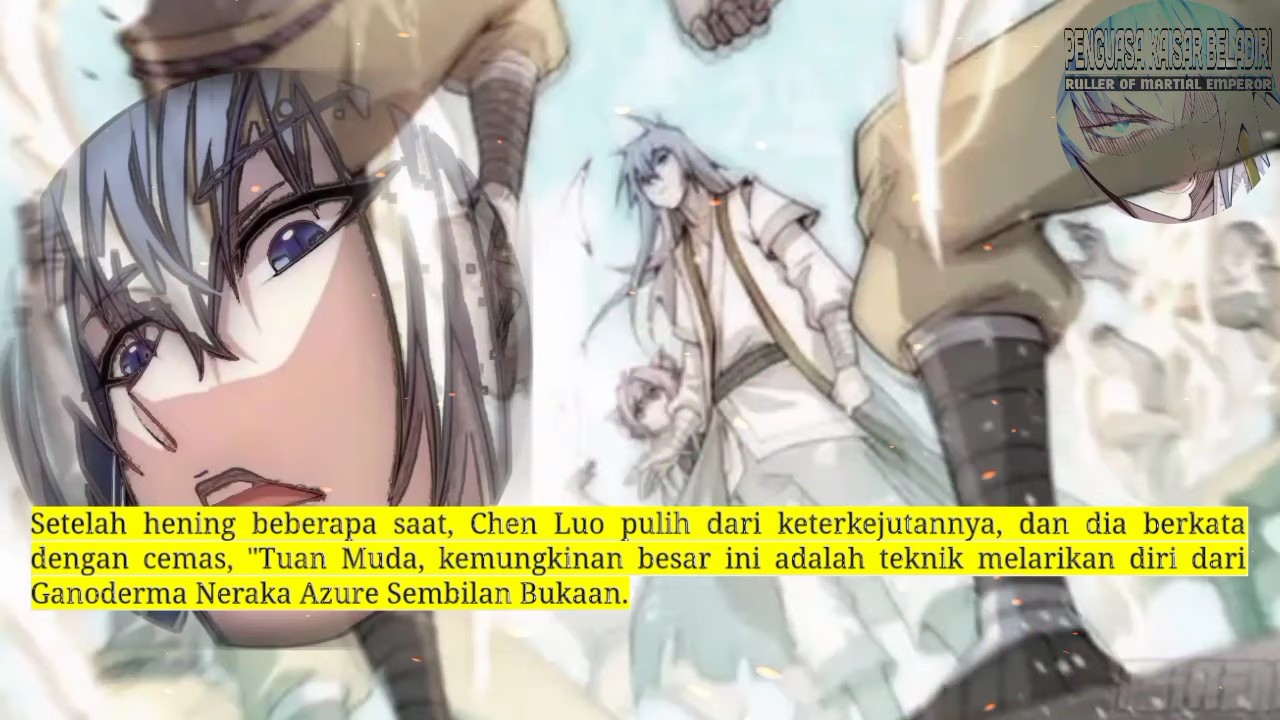 PENGUASA KAISAR BELADIRI
RULLER OF MARTIAL EMPEROR
Setelah hening beberapa saat, Chen Luo pulih dari keterkejutannya, dan dia berkata
dengan cemas, "Tuan Muda, kemungkinan besar ini adalah teknik melarikan diri dari
Ganoderma Neraka Azure Sembilan Bukaan.